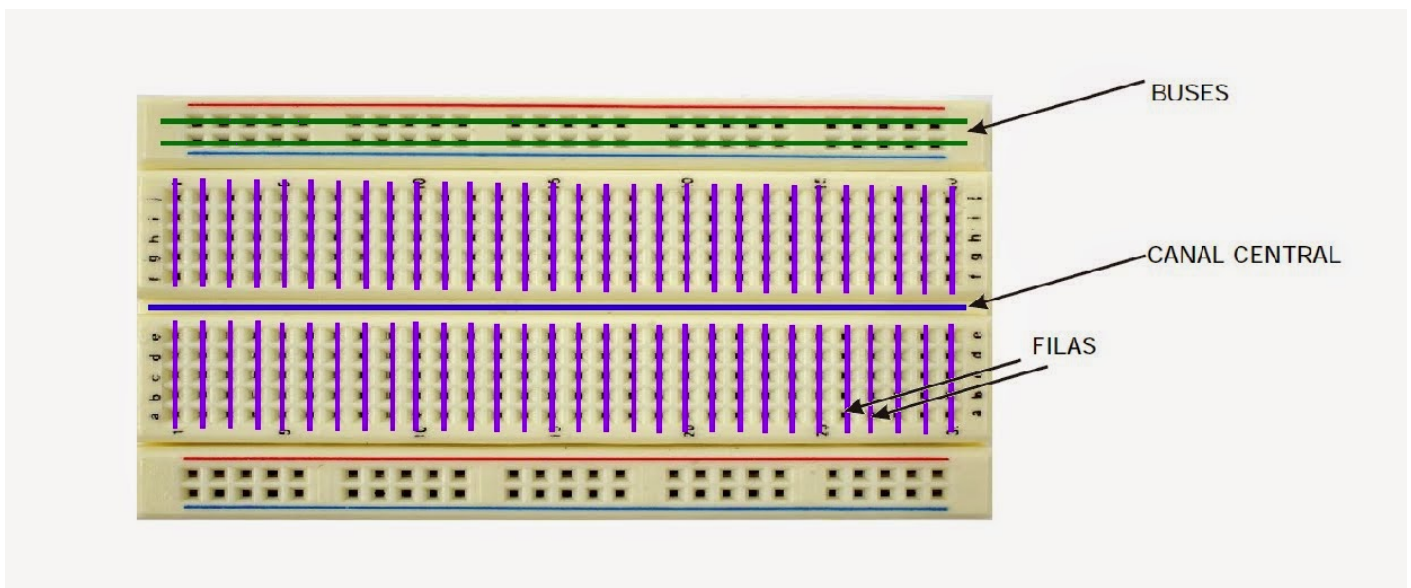 BUSES
j i h g f
j i h g f
CANAL CENTRAL
e d c b a
FILAS